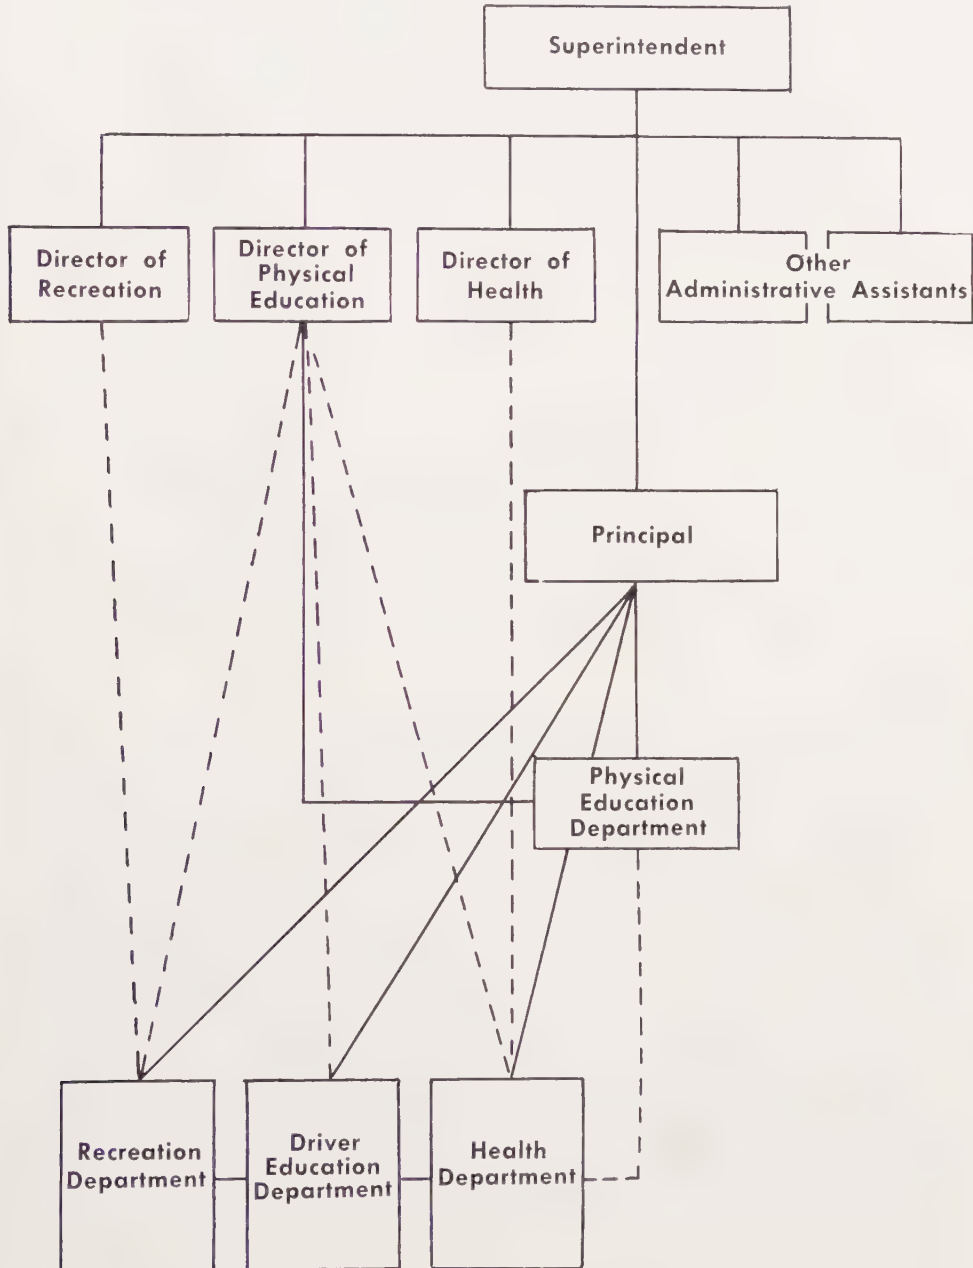 Superintendent
Director of
Recreation
Director of
Physical
Education
Director of
Health
Other
Administrative Assistants
Principal
Physical
Education
Department
Recreation
Department
Driver
Education
Department
Health
Department